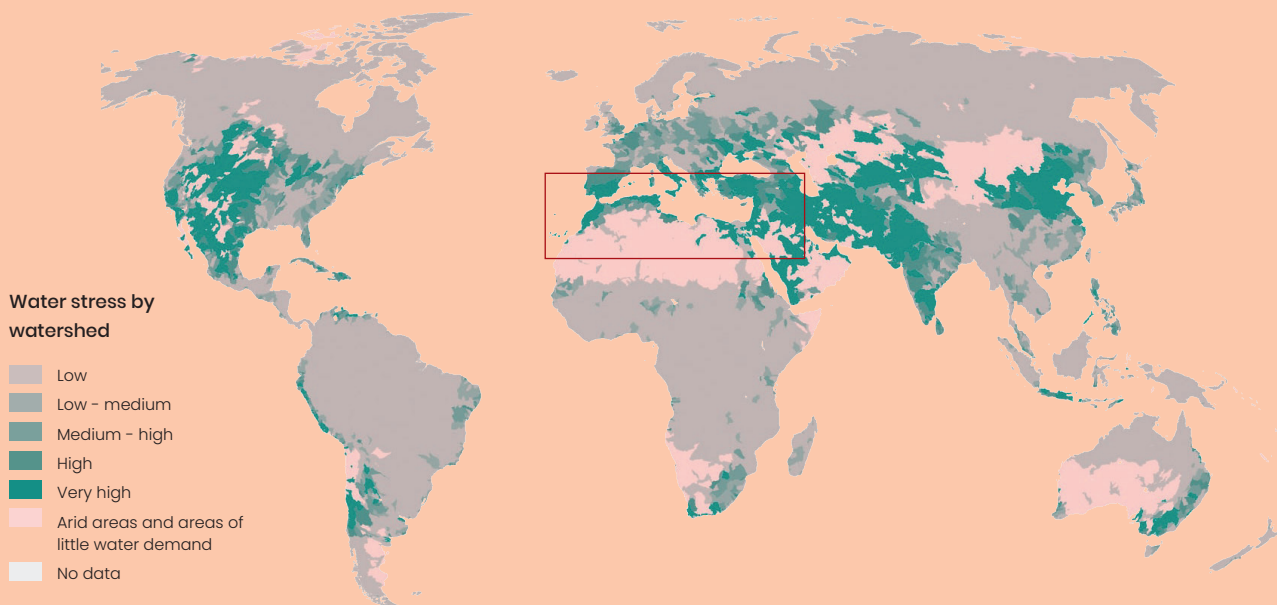 Water stress by
watershed
Low
Low - medium
Medium - high
High
Very high
Arid areas and areas of
little water demand
No data